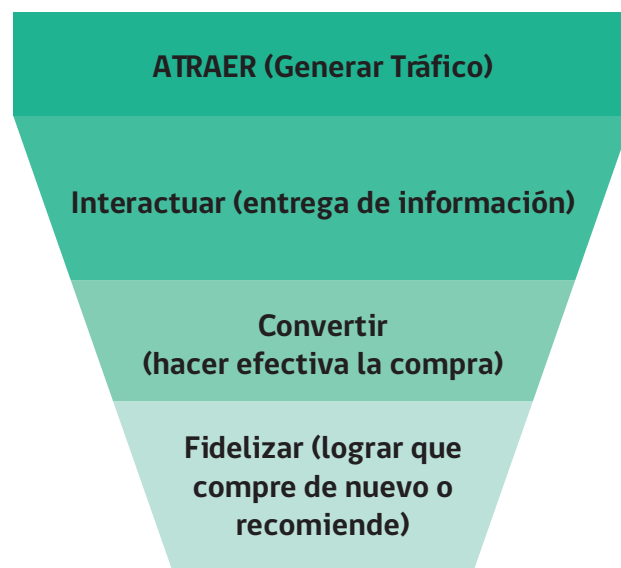 ATRAER (Generar Tráfico)
Interactuar (entrega de información)
Convertir
(hacer efectiva la compra)
Fidelizar (lograr que
compre de nuevo o
recomiende)